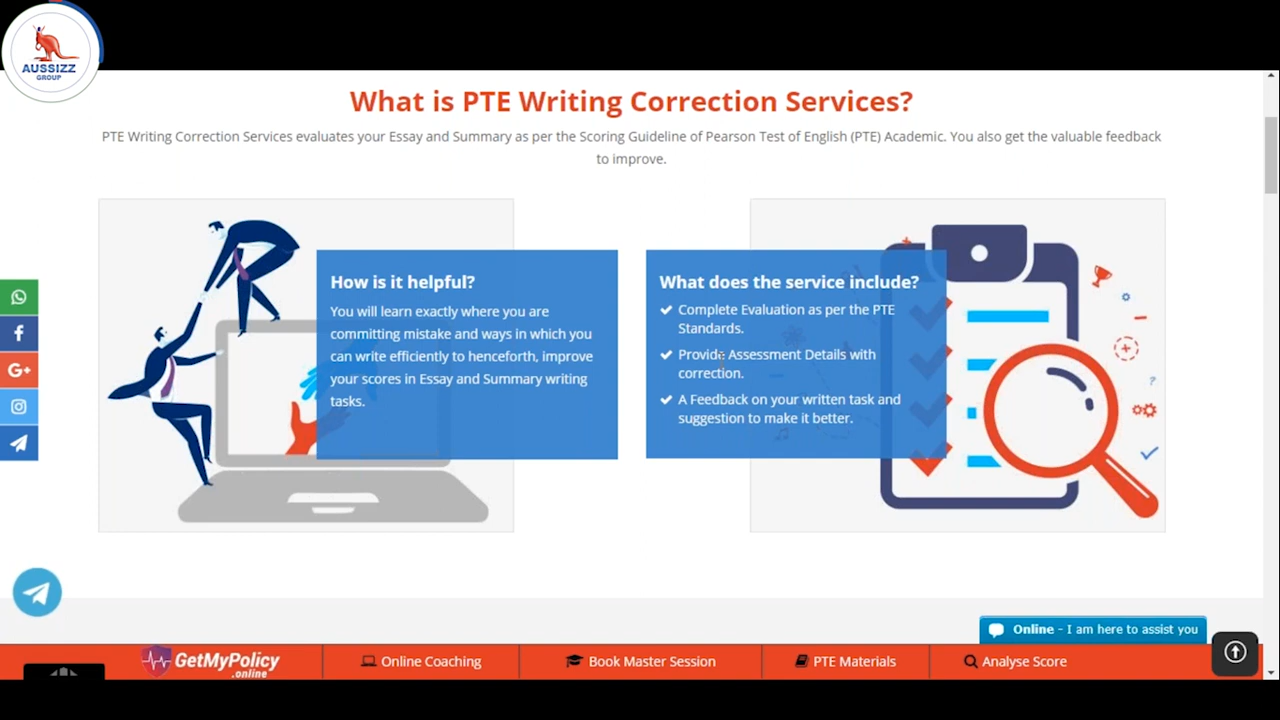 AUSSIZZ
GROUP
What is PTE Writing Correction Services?
PTE Writing Correction Services evaluates your Essay and Summary as per the Scoring Guideline of Pearson Test of English (PTE) Academic. You also get the valuable feedback
to improve.
How is it helpful?
You will learn exactly where you are
committing mistake and ways in which you
can write efficiently to henceforth, improve
your scores in Essay and Summary writing
tasks.
What does the service include?
Complete Evaluation as per the PTE
Standards.
Provide Assessment Details with
correction.
A Feedback on your written task and
suggestion to make it better.
Online - I am here to assist you
GetMyPolicy
.online
Online Coaching
Book Master Session
PTE Materials
Analyse Score